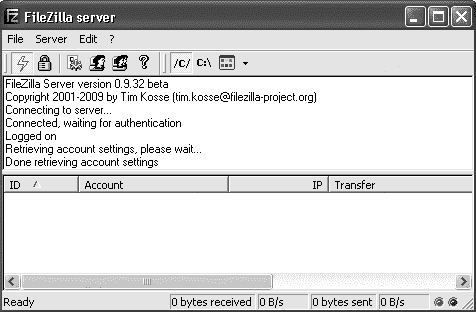 FileZilla server
File Server Edit ?
/C/ C:\
FileZilla Server version 0.9.32 beta
Copyright 2001-2009 by Tim Kosse (tim.kosse@filezilla-project.org)
Connecting to server...
Connected, waiting for authentication
Logged on
Retrieving account settings, please wait...
Done retrieving account settings
ID Account IP Transfer
Ready 0 bytes received 0 B/s 0 bytes sent 0 B/s